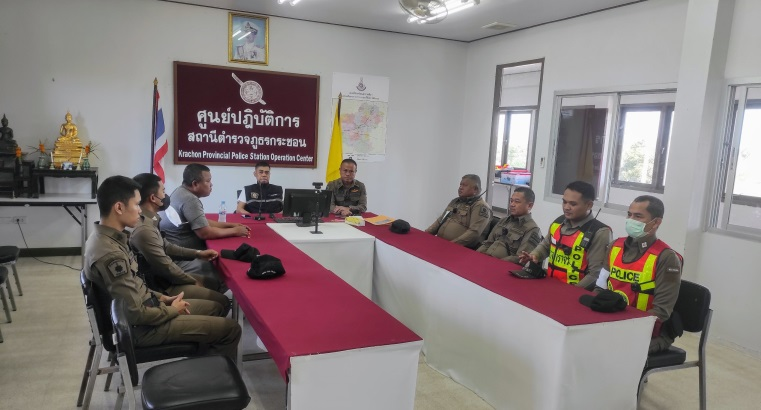 ศูนย์ปฏิบัติการ
สถานีตำรวจภูธรกระชอน
Krachon Provincial Police Station Operation Center
POLICE